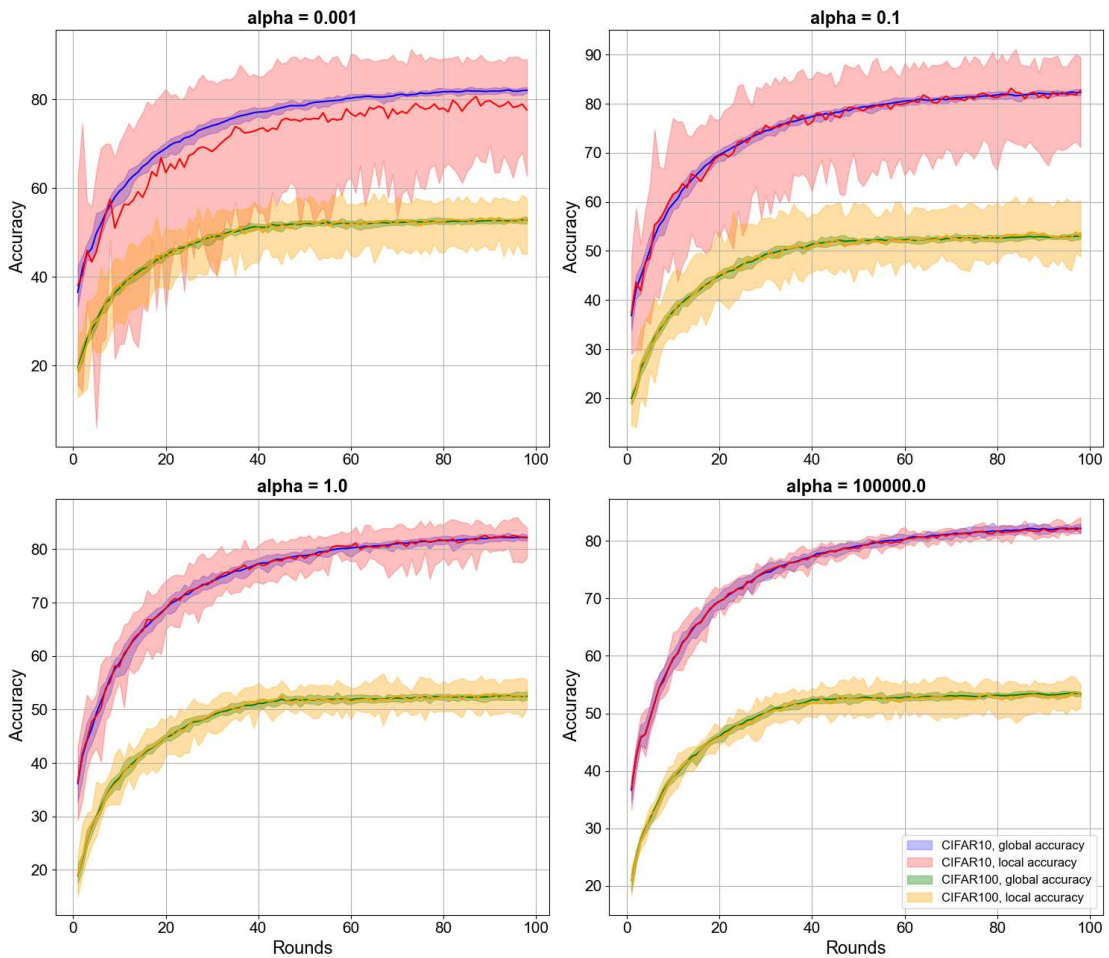 alpha = 0.001
Accuracy
80
60
40
20
0 20 40 60 80 100
alpha = 0.1
Accuracy
90
80
70
60
50
40
30
20
10
0 20 40 60 80 100
alpha = 1.0
Accuracy
80
70
60
50
40
30
20
0 20 40 60 80 100
Rounds
alpha = 100000.0
Accuracy
80
70
60
50
40
30
20
CIFAR10, global accuracy
CIFAR10, local accuracy
CIFAR100, global accuracy
CIFAR100, local accuracy
0 20 40 60 80 100
Rounds